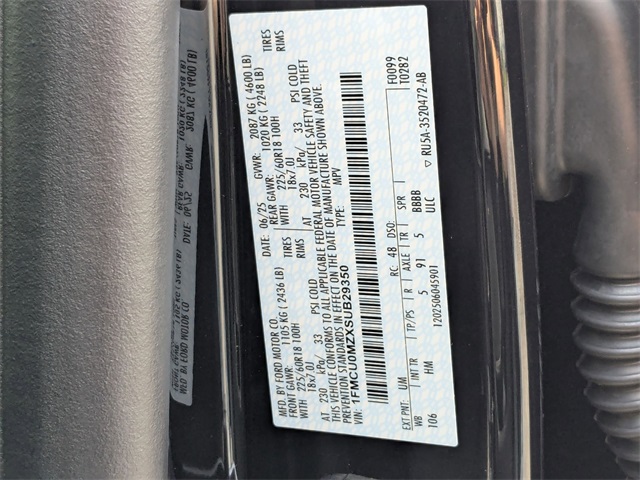 MFD. BY FORD MOTOR CO.
DATE: 06/25 GVWR: 2087 KG ( 4600 LB)
FRONT GAWR: 1105 KG ( 2436 LB) REAR GAWR: 1020 KG ( 2248 LB)
WITH 225/60R18 100H TIRES WITH 225/60R18 100H TIRES
18x7.0J RIMS 18x7.0J RIMS
AT 230 kPa/ 33 PSI COLD AT 230 kPa/ 33 PSI COLD
THIS VEHICLE CONFORMS TO ALL APPLICABLE FEDERAL MOTOR VEHICLE SAFETY AND THEFT
PREVENTION STANDARDS IN EFFECT ON THE DATE OF MANUFACTURE SHOWN ABOVE.
VIN: 1FMCU0MZXSUB29350 TYPE: MPV
F0099
T0282
EXT PNT: UM RC: 48 DSO:
WB INT TR TP/PS R AXLE TR SPR
106 HM 5 91 5 BBBB
ULC
1202506045901 ▽ RU5A-3520472-AB